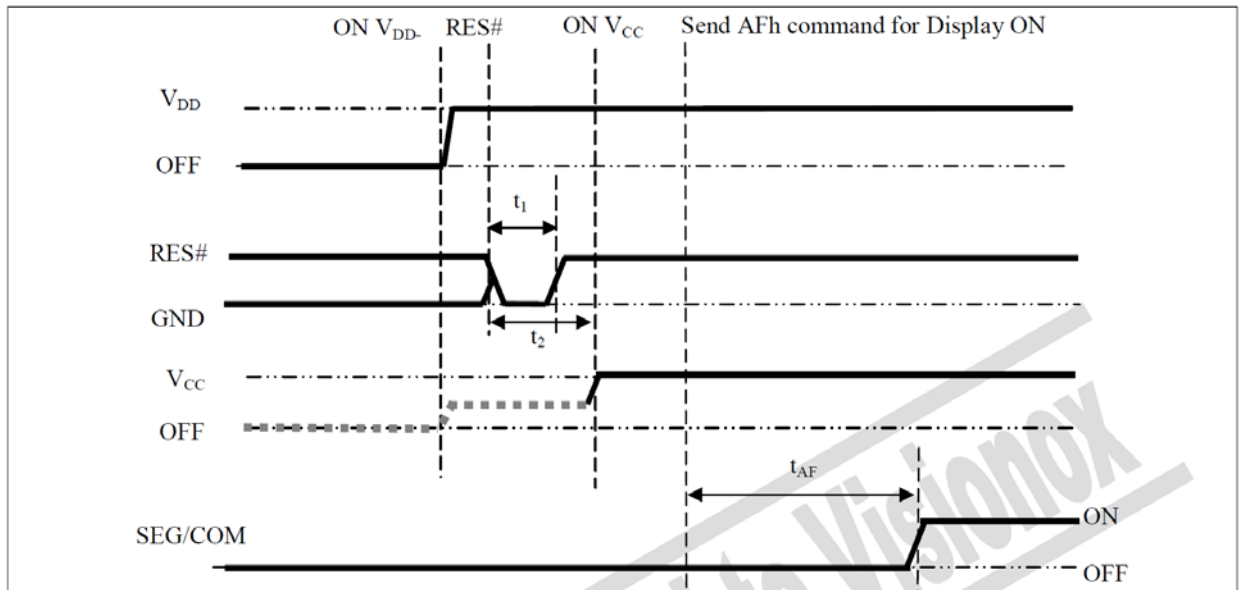 ON VDD- RES# ON VCC Send AFh command for Display ON
VDD
OFF
t1
RES#
GND
t2
VCC
OFF
tAF
SEG/COM
ON
OFF
to Visionox